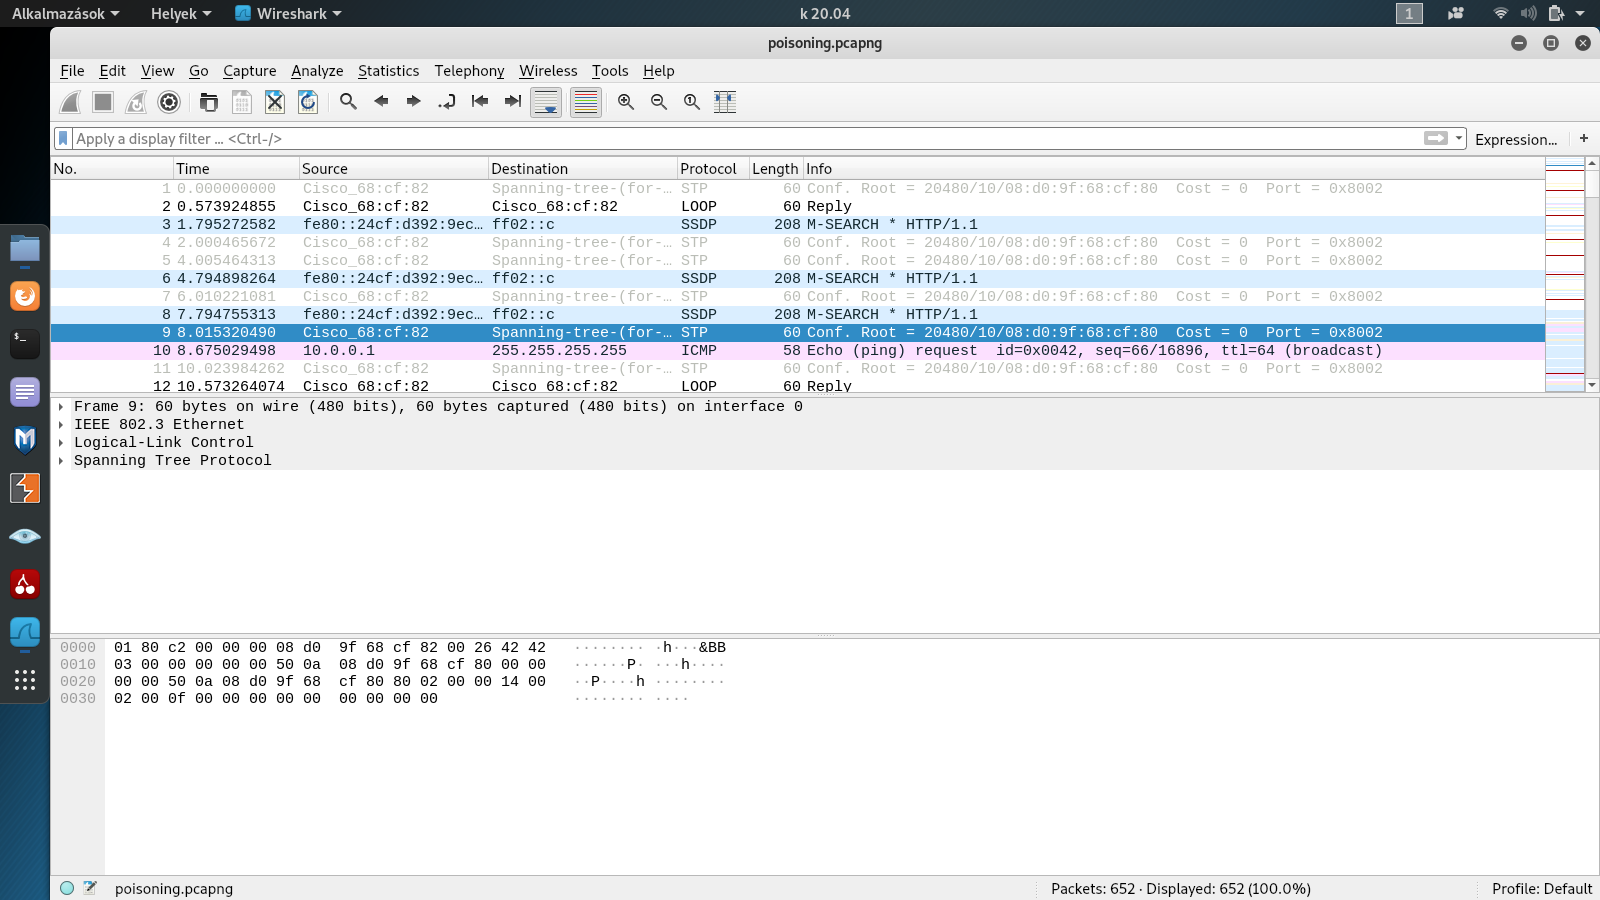 Alkalmazások Helyek Wireshark k 20.04 1
poisoning.pcapng
File Edit View Go Capture Analyze Statistics Telephony Wireless Tools Help
Apply a display filter ... <Ctrl-/> Expression... +
No. Time Source Destination Protocol Length Info
1 0.000000000 Cisco_68:cf:82 Spanning-tree-(for-… STP 60 Conf. Root = 20480/10/08:d0:9f:68:cf:80 Cost = 0 Port = 0x8002
2 0.573924855 Cisco_68:cf:82 Cisco_68:cf:82 LOOP 60 Reply
3 1.795272582 fe80::24cf:d392:9ec… ff02::c SSDP 208 M-SEARCH * HTTP/1.1
4 2.000465672 Cisco_68:cf:82 Spanning-tree-(for-… STP 60 Conf. Root = 20480/10/08:d0:9f:68:cf:80 Cost = 0 Port = 0x8002
5 4.005464313 Cisco_68:cf:82 Spanning-tree-(for-… STP 60 Conf. Root = 20480/10/08:d0:9f:68:cf:80 Cost = 0 Port = 0x8002
6 4.794898264 fe80::24cf:d392:9ec… ff02::c SSDP 208 M-SEARCH * HTTP/1.1
7 6.010221081 Cisco_68:cf:82 Spanning-tree-(for-… STP 60 Conf. Root = 20480/10/08:d0:9f:68:cf:80 Cost = 0 Port = 0x8002
8 7.794755313 fe80::24cf:d392:9ec… ff02::c SSDP 208 M-SEARCH * HTTP/1.1
9 8.015320490 Cisco_68:cf:82 Spanning-tree-(for-… STP 60 Conf. Root = 20480/10/08:d0:9f:68:cf:80 Cost = 0 Port = 0x8002
10 8.675029498 10.0.0.1 255.255.255.255 ICMP 58 Echo (ping) request id=0x0042, seq=66/16896, ttl=64 (broadcast)
11 10.023984262 Cisco_68:cf:82 Spanning-tree-(for-… STP 60 Conf. Root = 20480/10/08:d0:9f:68:cf:80 Cost = 0 Port = 0x8002
12 10.573264074 Cisco_68:cf:82 Cisco_68:cf:82 LOOP 60 Reply
Frame 9: 60 bytes on wire (480 bits), 60 bytes captured (480 bits) on interface 0
IEEE 802.3 Ethernet
Logical-Link Control
Spanning Tree Protocol
0000 01 80 c2 00 00 00 08 d0 9f 68 cf 82 00 26 42 42 ········ ·h···&BB
0010 03 00 00 00 00 00 50 0a 08 d0 9f 68 cf 80 00 00 ······P· ···h····
0020 00 00 50 0a 08 d0 9f 68 cf 80 80 02 00 00 14 00 ··P····h ········
0030 02 00 0f 00 00 00 00 00 00 00 00 00 ········ ····
poisoning.pcapng Packets: 652 · Displayed: 652 (100.0%) Profile: Default